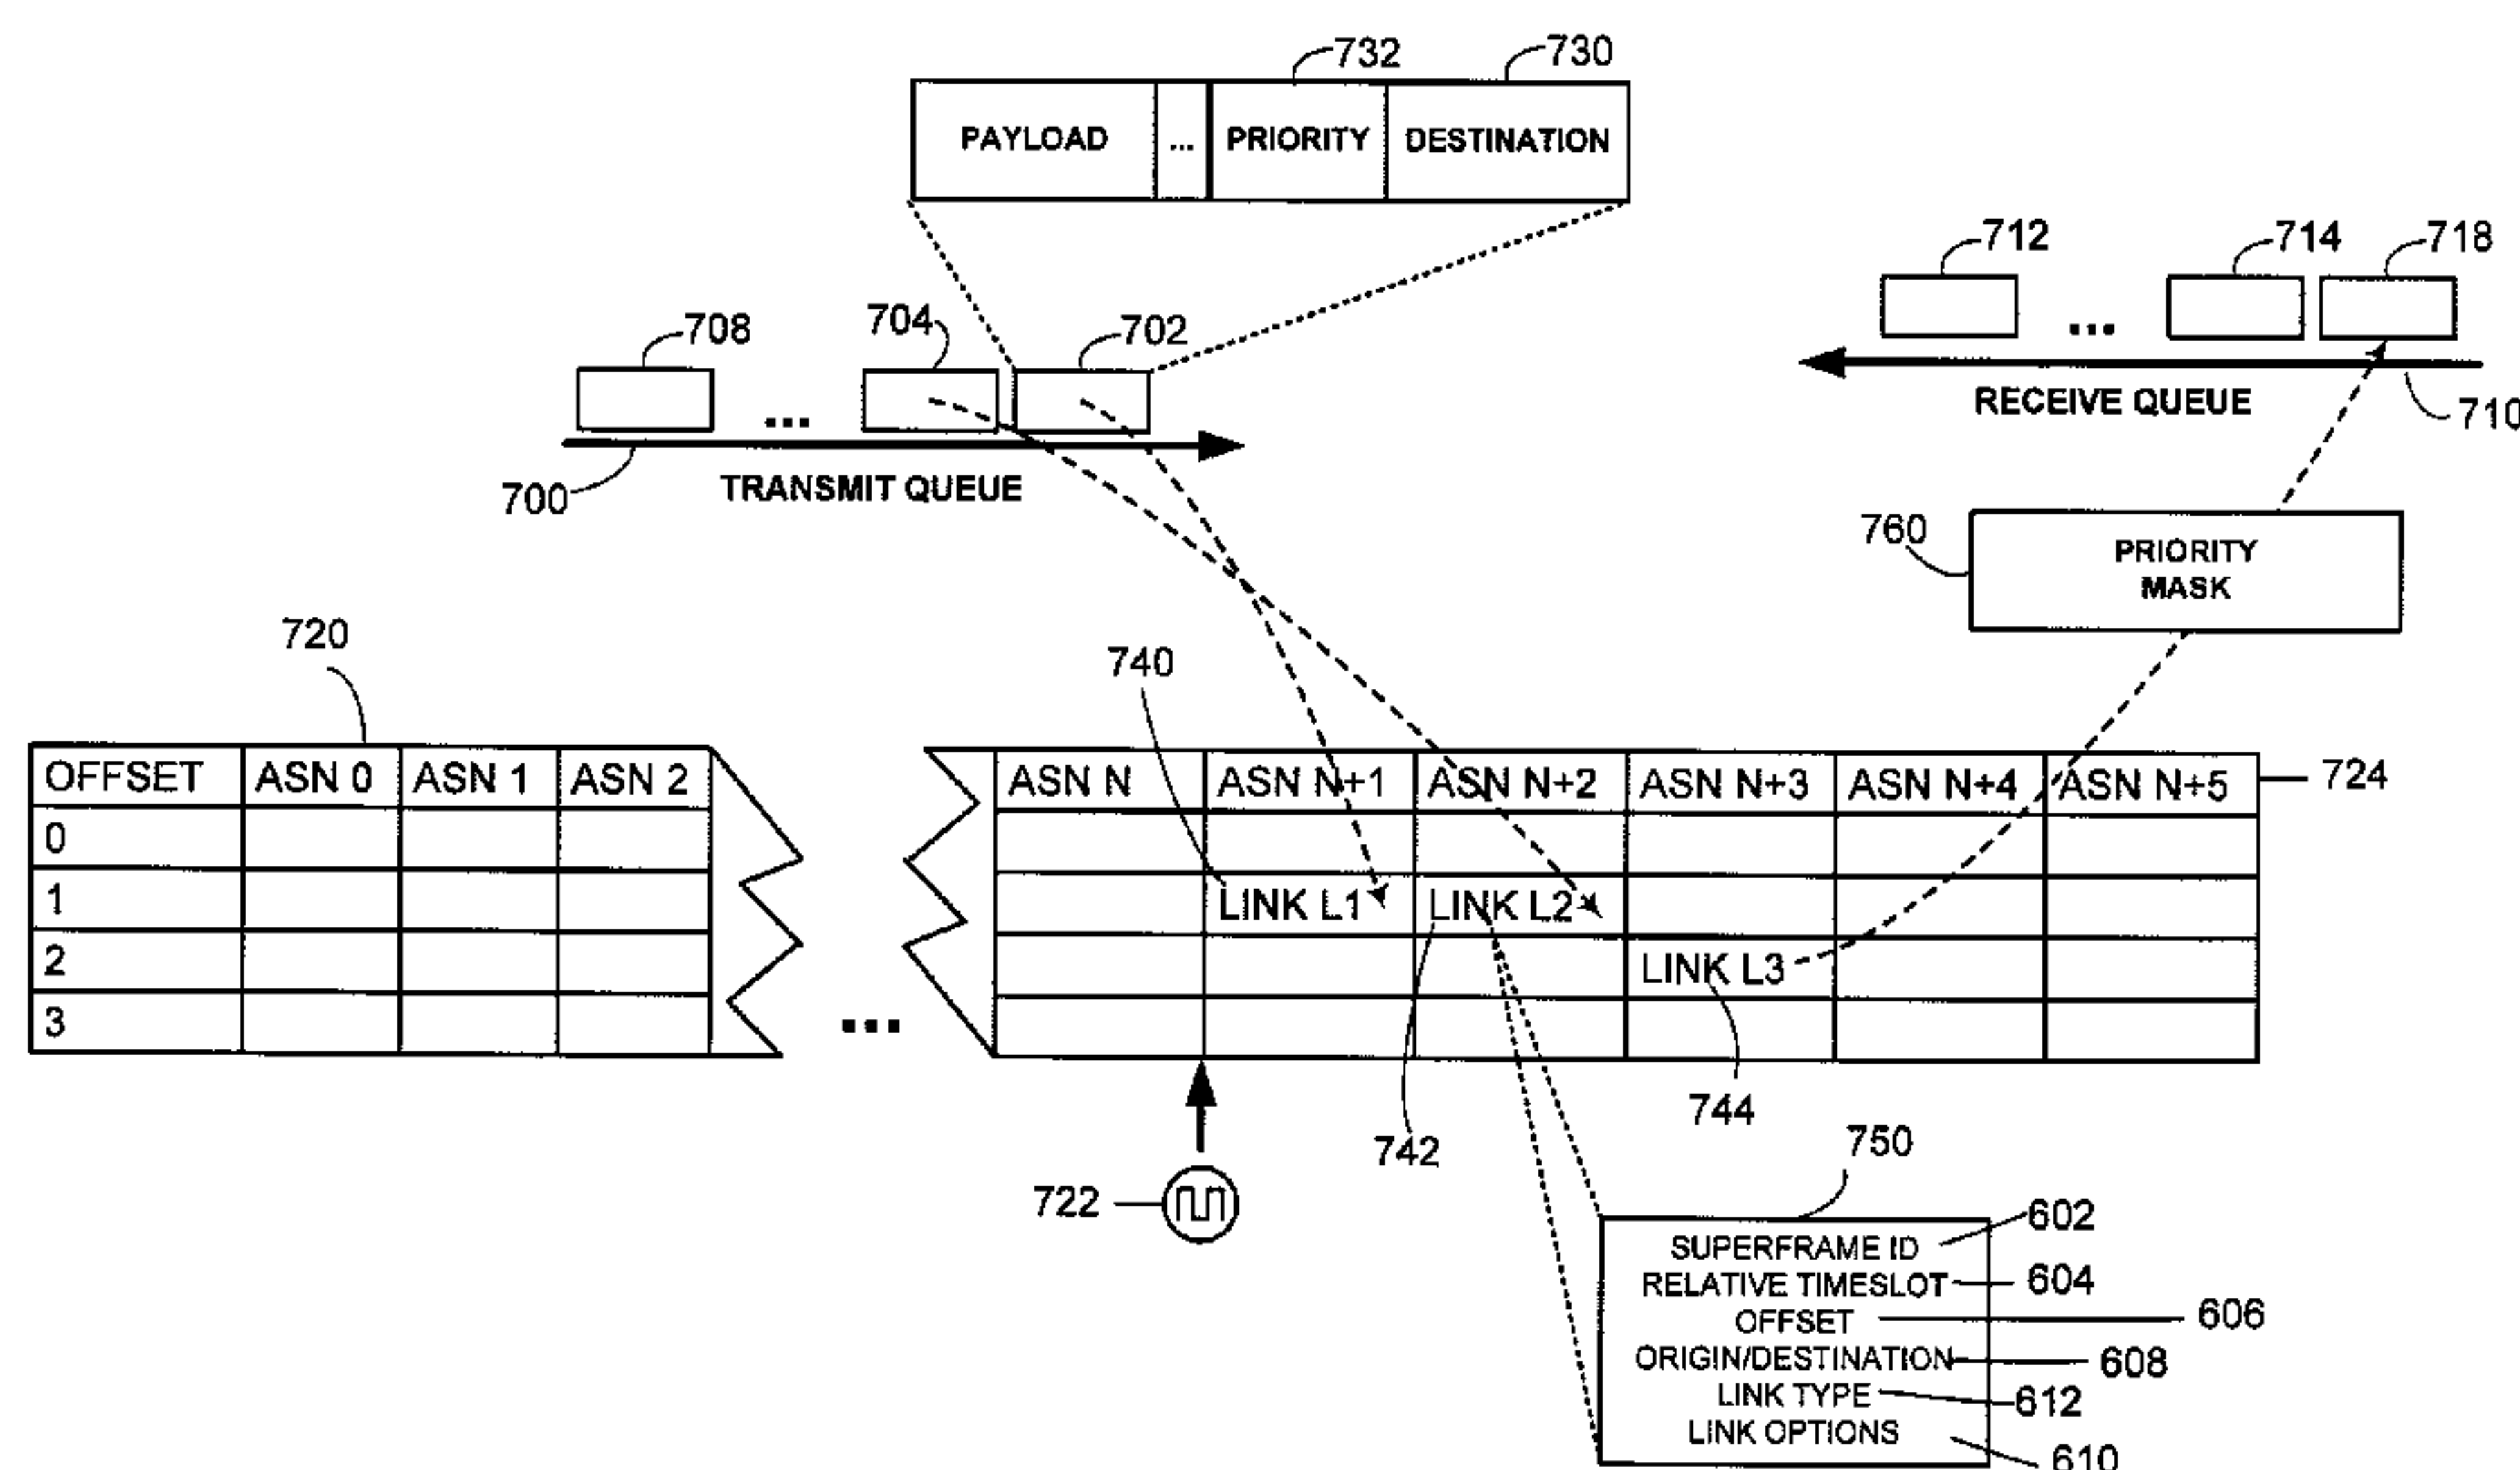 732
730
PAYLOAD ... PRIORITY DESTINATION
712
714
718
708
704
702
...
...
RECEIVE QUEUE
710
700
TRANSMIT QUEUE
760
PRIORITY
MASK
720
740
OFFSET ASN 0 ASN 1 ASN 2 ASN N ASN N+1 ASN N+2 ASN N+3 ASN N+4 ASN N+5
724
0
1 LINK L1 LINK L2
2 LINK L3
3
...
744
742
750
722
SUPERFRAME ID 602
RELATIVE TIMESLOT 604
OFFSET 606
ORIGIN/DESTINATION 608
LINK TYPE 612
LINK OPTIONS
610